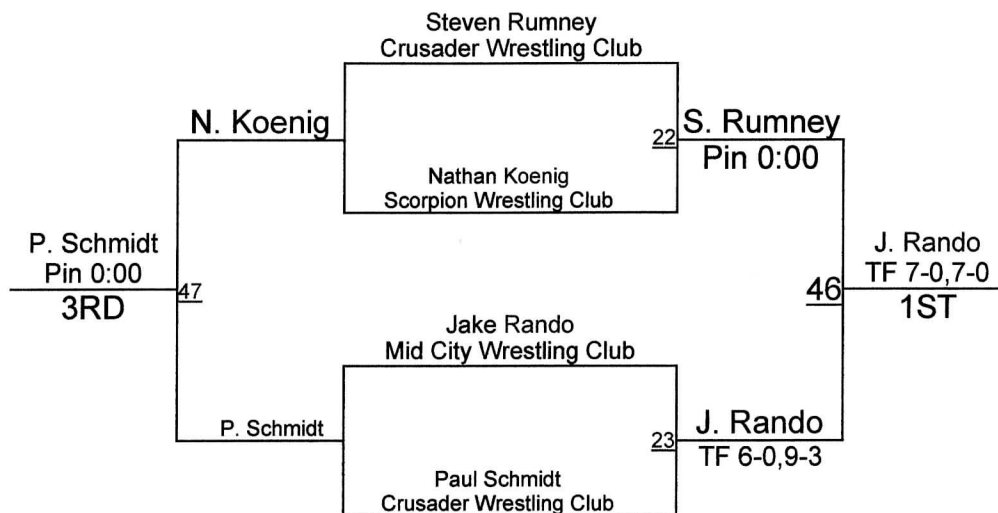 Steven Rumney
Crusader Wrestling Club
N. Koenig
22
S. Rumney
Pin 0:00
Nathan Koenig
Scorpion Wrestling Club
P. Schmidt
Pin 0:00
3RD
47
46
J. Rando
TF 7-0,7-0
1ST
Jake Rando
Mid City Wrestling Club
P. Schmidt
23
J. Rando
TF 6-0,9-3
Paul Schmidt
Crusader Wrestling Club